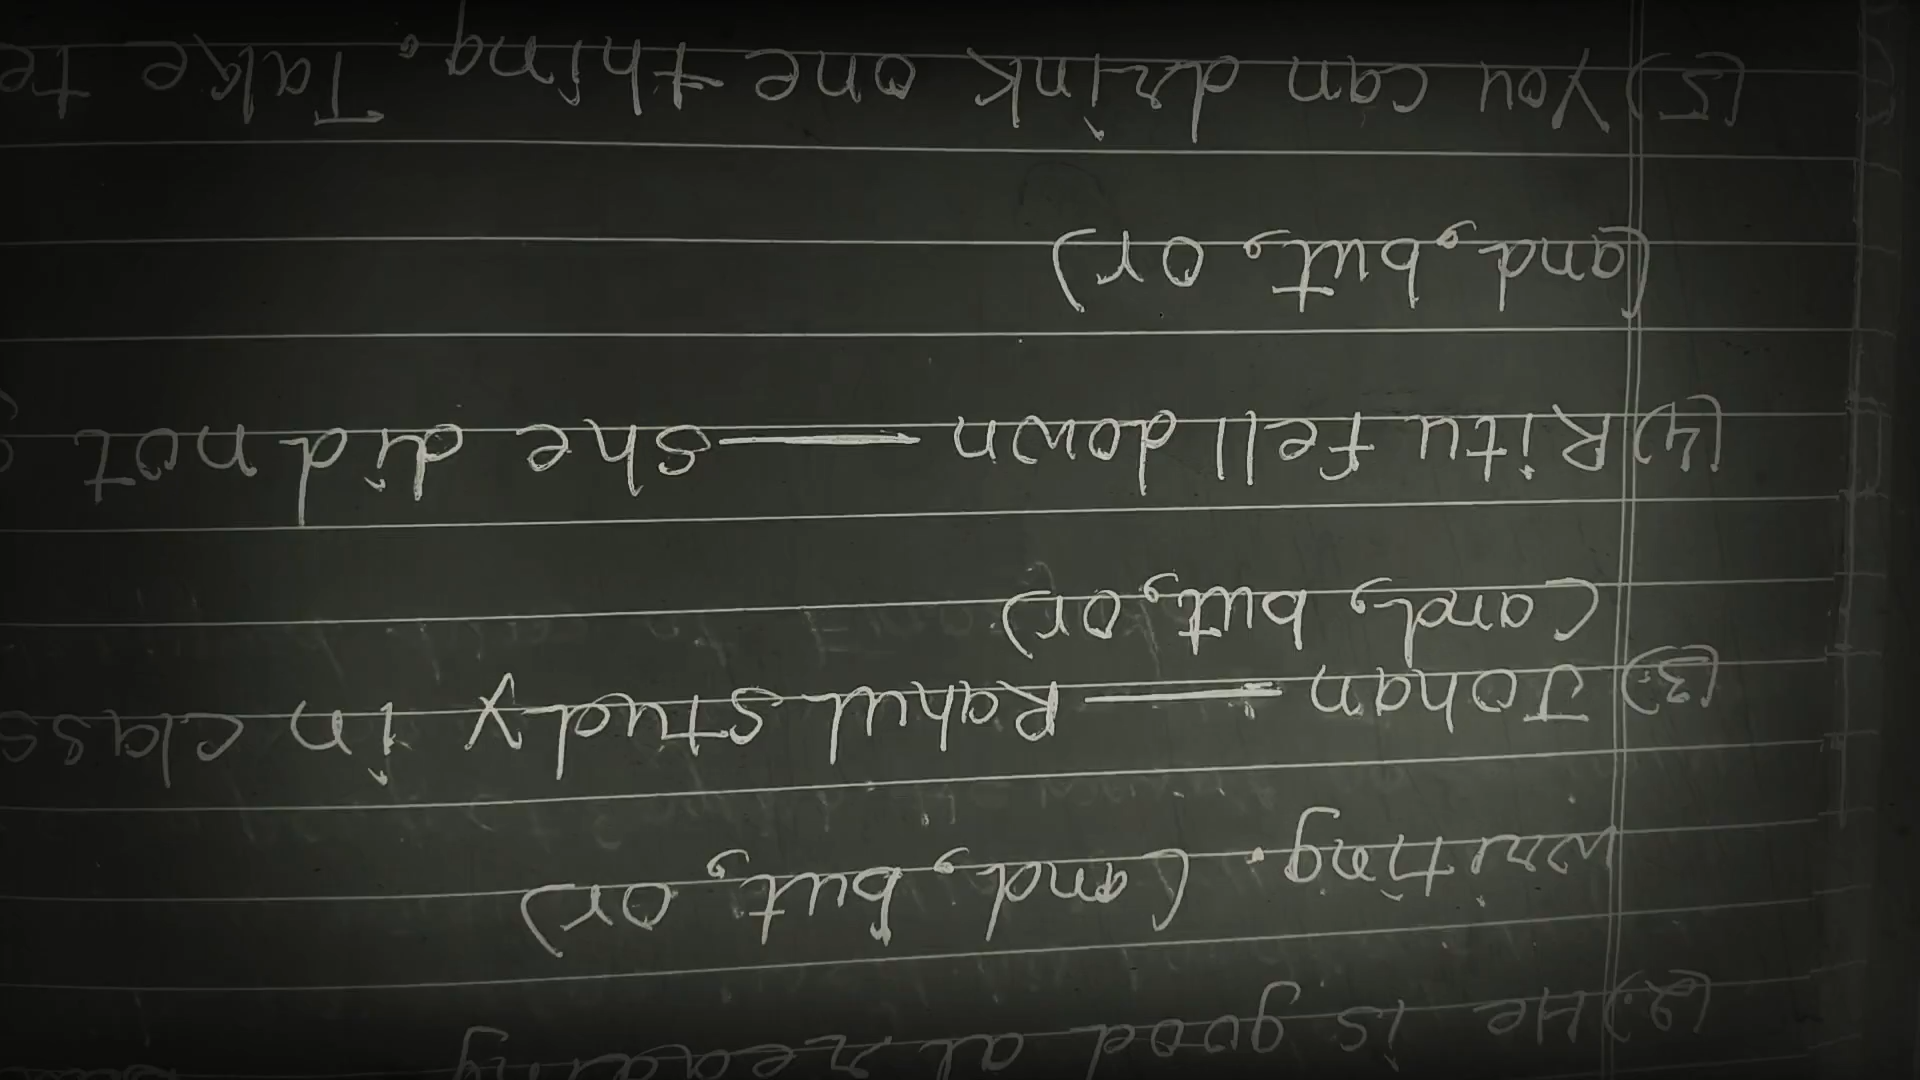 (2) He is good at reading
writing. (and, but, or)
(3) Johan — Rahul study in class
(and, but, or)
(4) Ritu fell down — she did not
(and, but, or)
(5) You can drink one thing. Take te